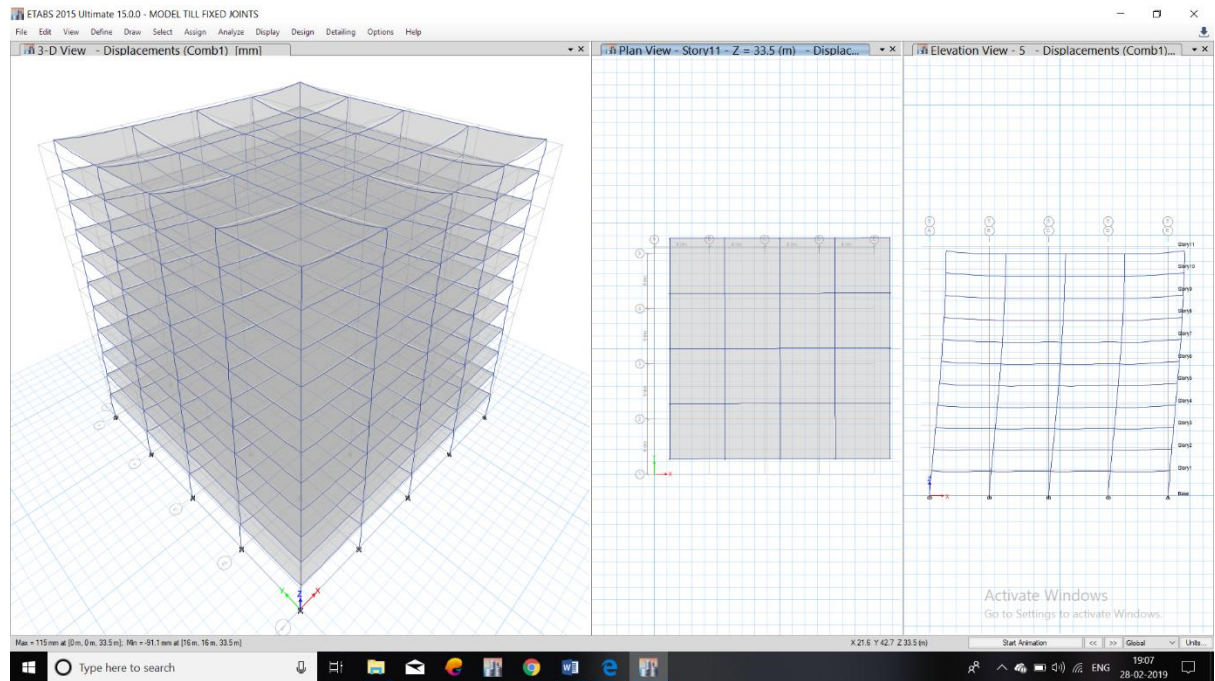 ETABS 2015 Ultimate 15.0.0 - MODEL TILL FIXED JOINTS
File Edit View Define Draw Select Assign Analyze Display Design Detailing Options Help
3-D View - Displacements (Comb1) [mm]
Plan View - Story11 - Z = 33.5 (m) - Displac...
Elevation View - 5 - Displacements (Comb1)...
Story11
Story10
Story9
Story8
Story7
Story6
Story5
Story4
Story3
Story2
Story1
Base
Z
X
Y
X
Z
Y
X
Activate Windows
Go to Settings to activate Windows.
Max = 115 mm at [0 m, 0 m, 33.5 m]; Min = -91.1 mm at [16 m, 16 m, 33.5 m]
X 21.6 Y 42.7 Z 33.5 (m)
Start Animation << >> Global Units...
Type here to search
ENG
19:07
28-02-2019